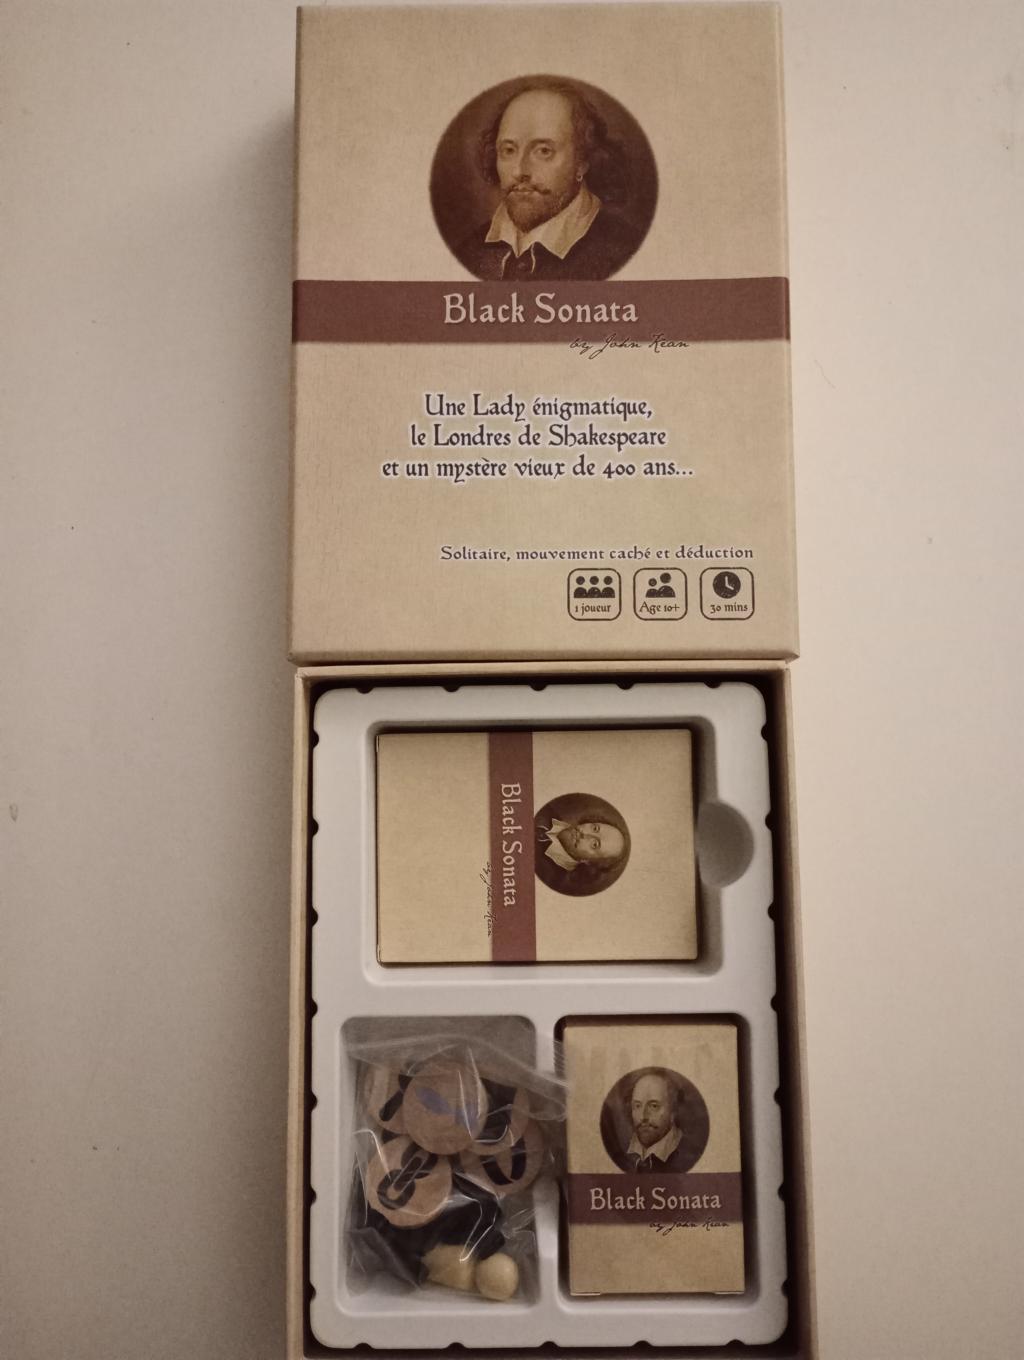 Black Sonata
by John Kean
Une Lady énigmatique,
le Londres de Shakespeare
et un mystère vieux de 400 ans...
Solitaire, mouvement caché et déduction
1 joueur
Age 10+
30 mins
Black Sonata
by John Kean
Black Sonata
by John Kean